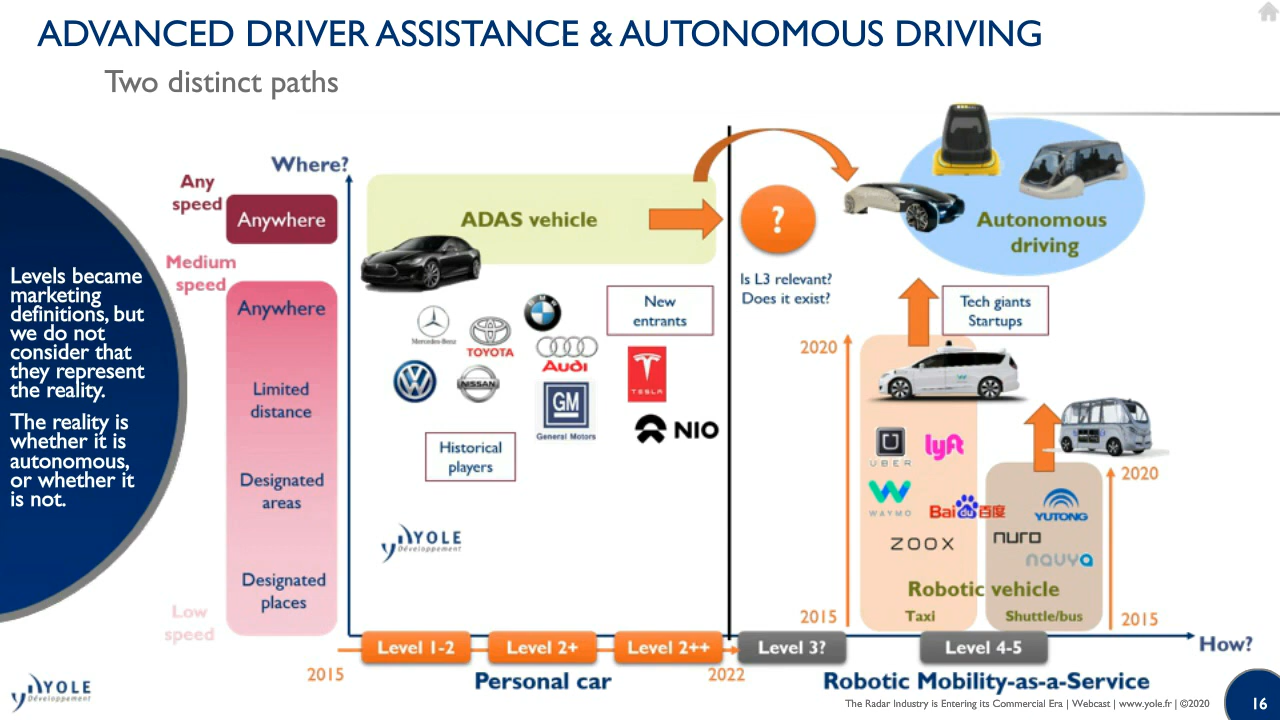 ADVANCED DRIVER ASSISTANCE & AUTONOMOUS DRIVING
Two distinct paths
Levels became
marketing
definitions, but
we do not
consider that
they represent
the reality.
The reality is
whether it is
autonomous,
or whether it
is not.
Where?
Any
speed
Anywhere
Medium
speed
Anywhere
Limited
distance
Designated
areas
Designated
places
Low
speed
ADAS vehicle
Mercedes-Benz
TOYOTA
BMW
Audi
NISSAN
GM
General Motors
New
entrants
TESLA
NIO
Historical
players
YOLE
Développement
?
Is L3 relevant?
Does it exist?
Autonomous
driving
Tech giants
Startups
2020
UBER
lyft
WAYMO
Bai du 百度
ZOOX
2020
YUTONG
nuro
navya
Robotic vehicle
Taxi
Shuttle/bus
2015
2015
Level 1-2
Level 2+
Level 2++
Level 3?
Level 4-5
How?
2015
Personal car
2022
Robotic Mobility-as-a-Service
YOLE
Développement
The Radar Industry is Entering its Commercial Era | Webcast | www.yole.fr | ©2020
16